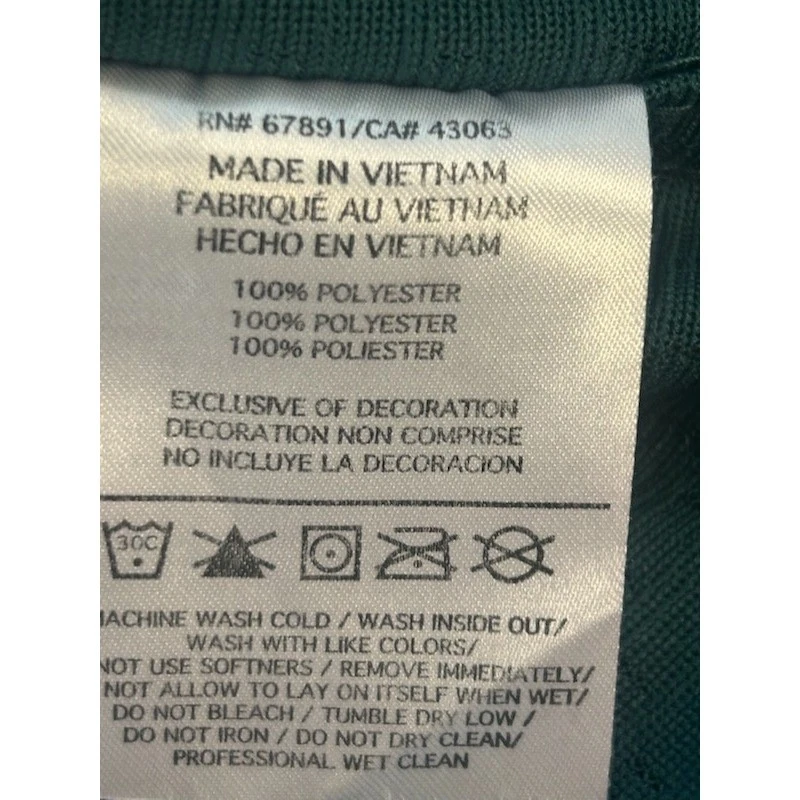 RN# 67891/CA# 43063
MADE IN VIETNAM
FABRIQUÉ AU VIETNAM
HECHO EN VIETNAM
100% POLYESTER
100% POLYESTER
100% POLIESTER
EXCLUSIVE OF DECORATION
DECORATION NON COMPRISE
NO INCLUYE LA DECORACION
30C
MACHINE WASH COLD / WASH INSIDE OUT/
WASH WITH LIKE COLORS/
NOT USE SOFTNERS / REMOVE IMMEDIATELY/
NOT ALLOW TO LAY ON ITSELF WHEN WET/
DO NOT BLEACH / TUMBLE DRY LOW /
DO NOT IRON / DO NOT DRY CLEAN/
PROFESSIONAL WET CLEAN